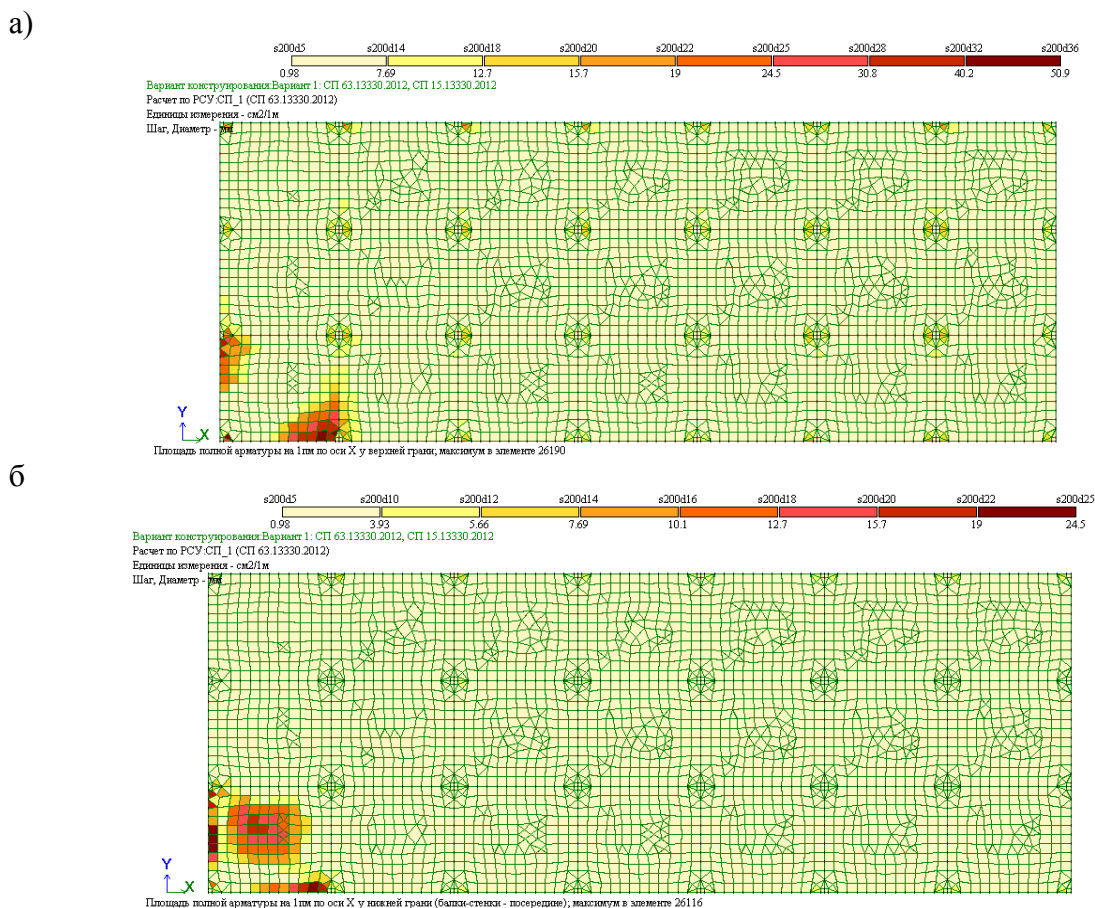 а)
s200d5 s200d14 s200d18 s200d20 s200d22 s200d25 s200d28 s200d32 s200d36
0.98 7.69 12.7 15.7 19 24.5 30.8 40.2 50.9
Вариант конструирования:Вариант 1: СП 63.13330.2012, СП 15.13330.2012
Расчет по РСУ:СП_1 (СП 63.13330.2012)
Единицы измерения - см2/1м
Шаг, Диаметр - мм
Y
X
Площадь полной арматуры на 1пм по оси X у верхней грани; максимум в элементе 26190
б
s200d5 s200d10 s200d12 s200d14 s200d16 s200d18 s200d20 s200d22 s200d25
0.98 3.93 5.66 7.69 10.1 12.7 15.7 19 24.5
Вариант конструирования:Вариант 1: СП 63.13330.2012, СП 15.13330.2012
Расчет по РСУ:СП_1 (СП 63.13330.2012)
Единицы измерения - см2/1м
Шаг, Диаметр - мм
Y
X
Площадь полной арматуры на 1пм по оси X у нижней грани (балки-стенки - посередине); максимум в элементе 26116